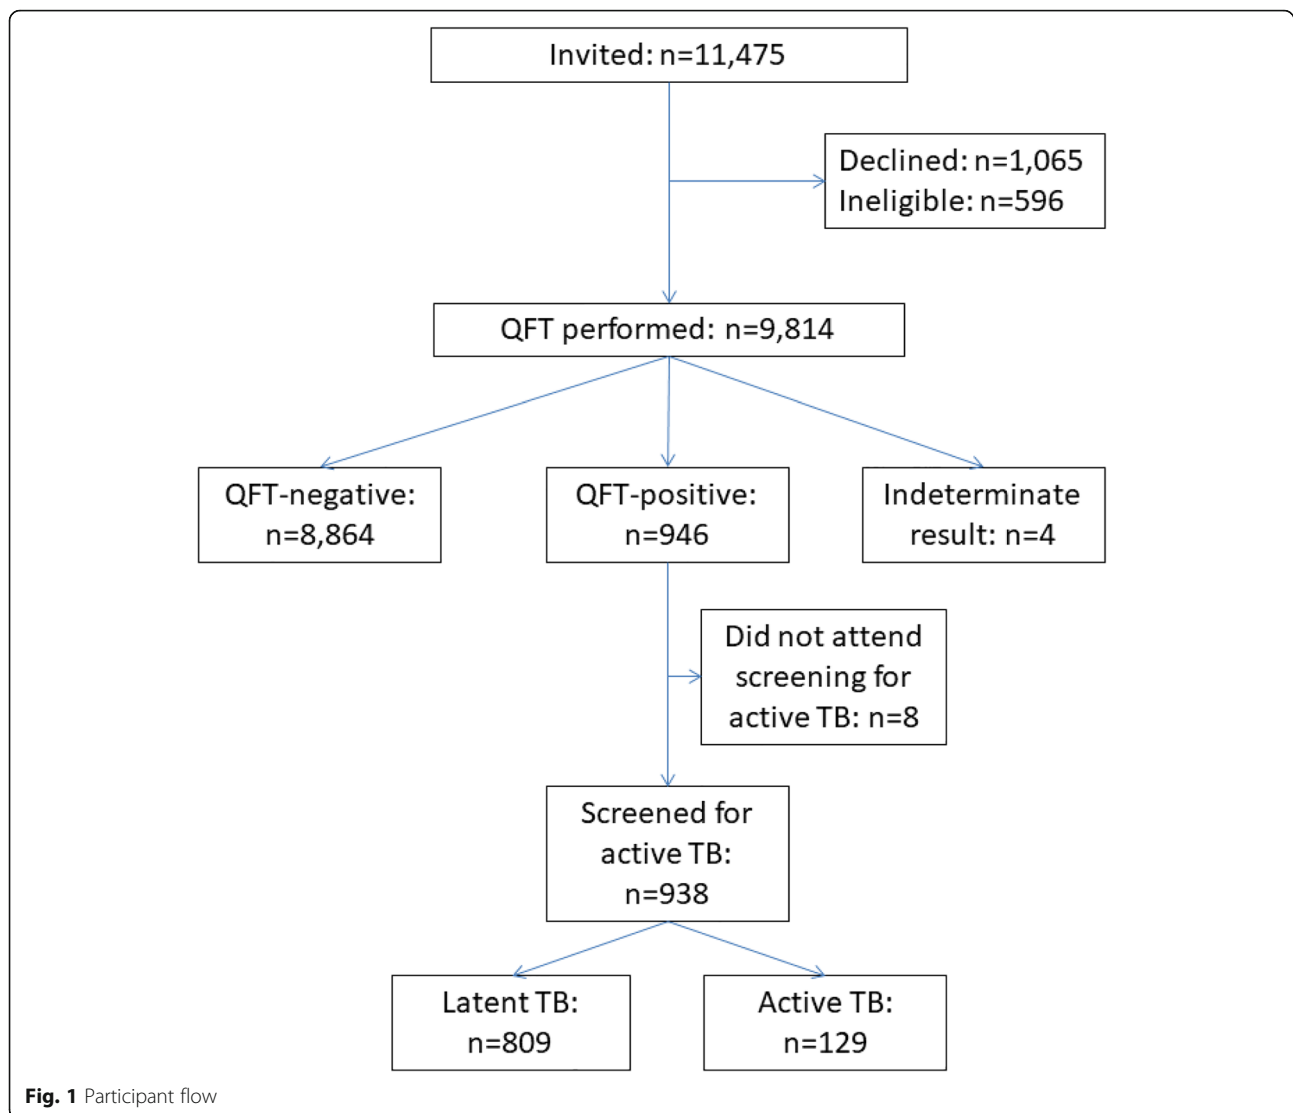 Invited: n=11,475
Declined: n=1,065
Ineligible: n=596
QFT performed: n=9,814
QFT-negative:
n=8,864
QFT-positive:
n=946
Indeterminate
result: n=4
Did not attend
screening for
active TB: n=8
Screened for
active TB:
n=938
Latent TB:
n=809
Active TB:
n=129
Fig. 1 Participant flow